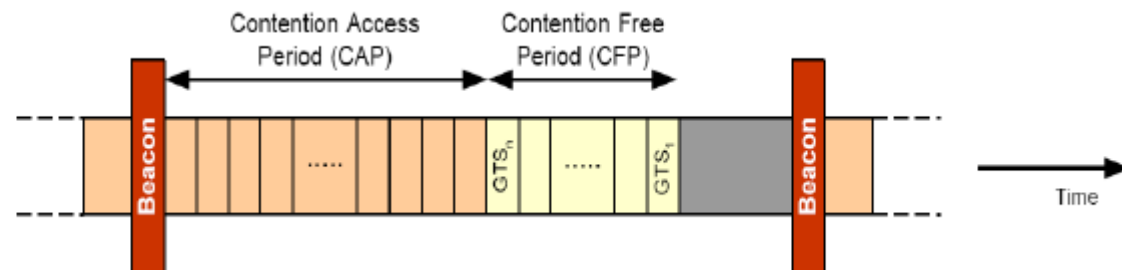 Contention Access
Period (CAP)
Contention Free
Period (CFP)
Beacon
.....
GTSn
.....
GTS1
Beacon
Time